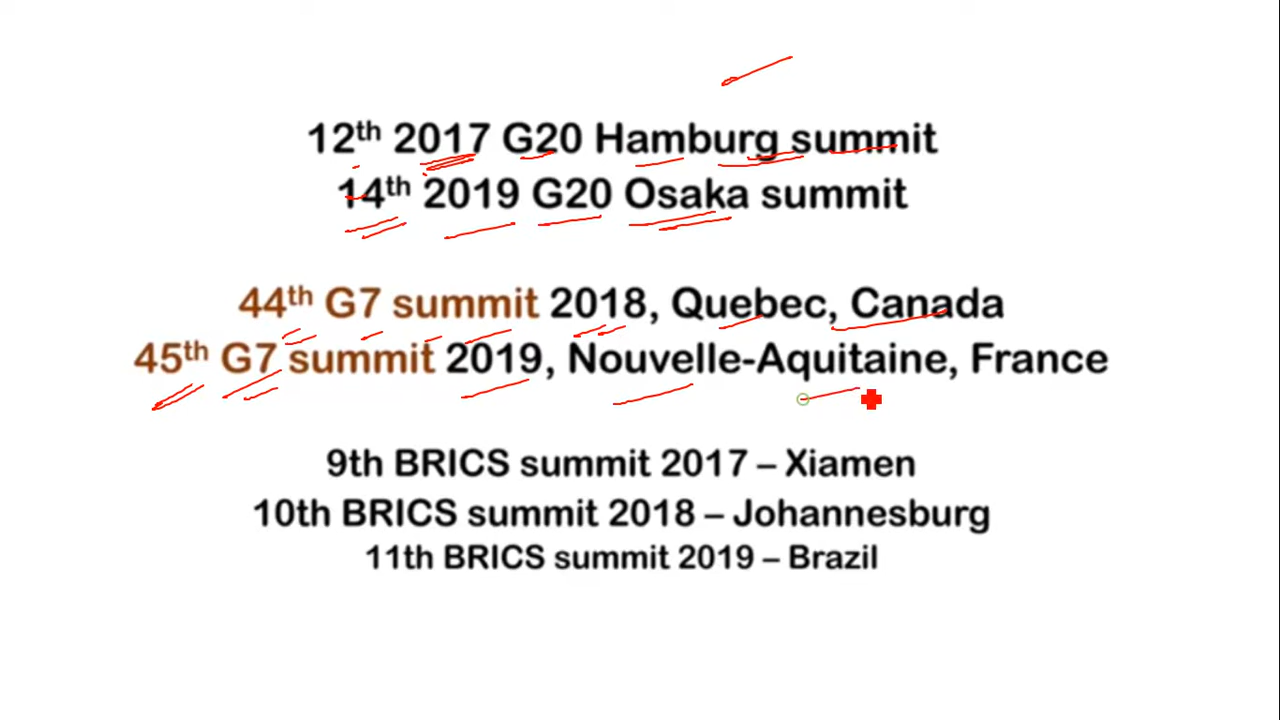 12th 2017 G20 Hamburg summit
14th 2019 G20 Osaka summit
44th G7 summit 2018, Quebec, Canada
45th G7 summit 2019, Nouvelle-Aquitaine, France
9th BRICS summit 2017 – Xiamen
10th BRICS summit 2018 – Johannesburg
11th BRICS summit 2019 – Brazil